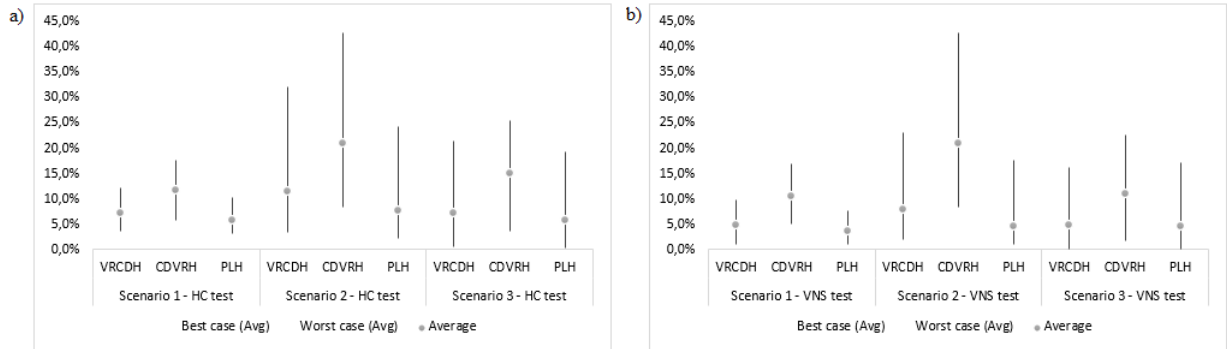 a)
45,0%
40,0%
35,0%
30,0%
25,0%
20,0%
15,0%
10,0%
5,0%
0,0%
VRCDH CDVRH PLH VRCDH CDVRH PLH VRCDH CDVRH PLH
Scenario 1 - HC test Scenario 2 - HC test Scenario 3 - HC test
Best case (Avg) Worst case (Avg) Average
b)
45,0%
40,0%
35,0%
30,0%
25,0%
20,0%
15,0%
10,0%
5,0%
0,0%
VRCDH CDVRH PLH VRCDH CDVRH PLH VRCDH CDVRH PLH
Scenario 1 - VNS test Scenario 2 - VNS test Scenario 3 - VNS test
Best case (Avg) Worst case (Avg) Average